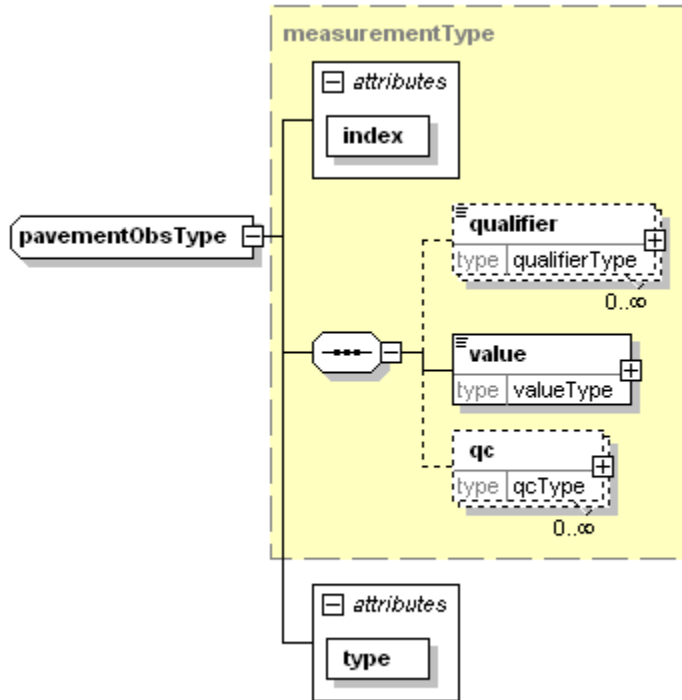 measurementType
attributes
index
pavementObsType
qualifier
type qualifierType
0..∞
value
type valueType
qc
type qcType
0..∞
attributes
type